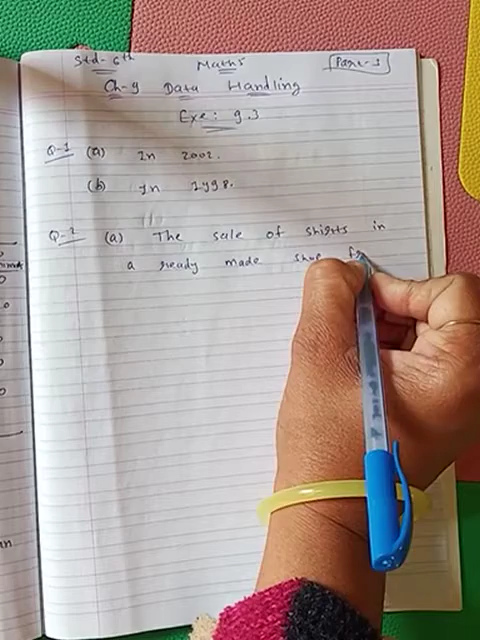 Std-6th Maths Part-1
Ch-9 Data Handling
Exe: 9.3
Q-1 (a) In 2002.
(b) In 1998.
Q-2 (a) The sale of shirts in
a ready made shop